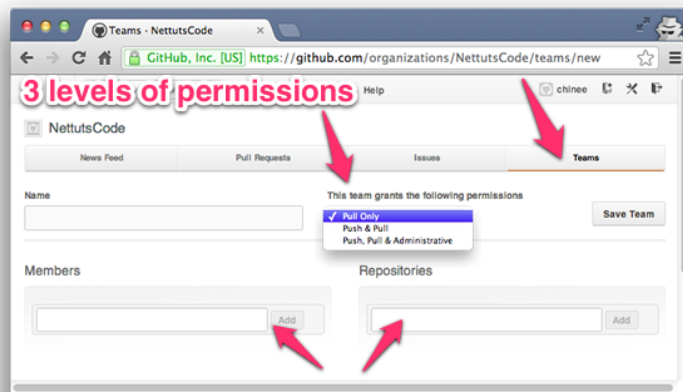 Teams · NettutsCode
GitHub, Inc. [US] https://github.com/organizations/NettutsCode/teams/new
3 levels of permissions
Help
chinee
NettutsCode
News Feed
Pull Requests
Issues
Teams
Name
This team grants the following permissions
✓ Pull Only
Push & Pull
Push, Pull & Administrative
Save Team
Members
Repositories
Add
Add